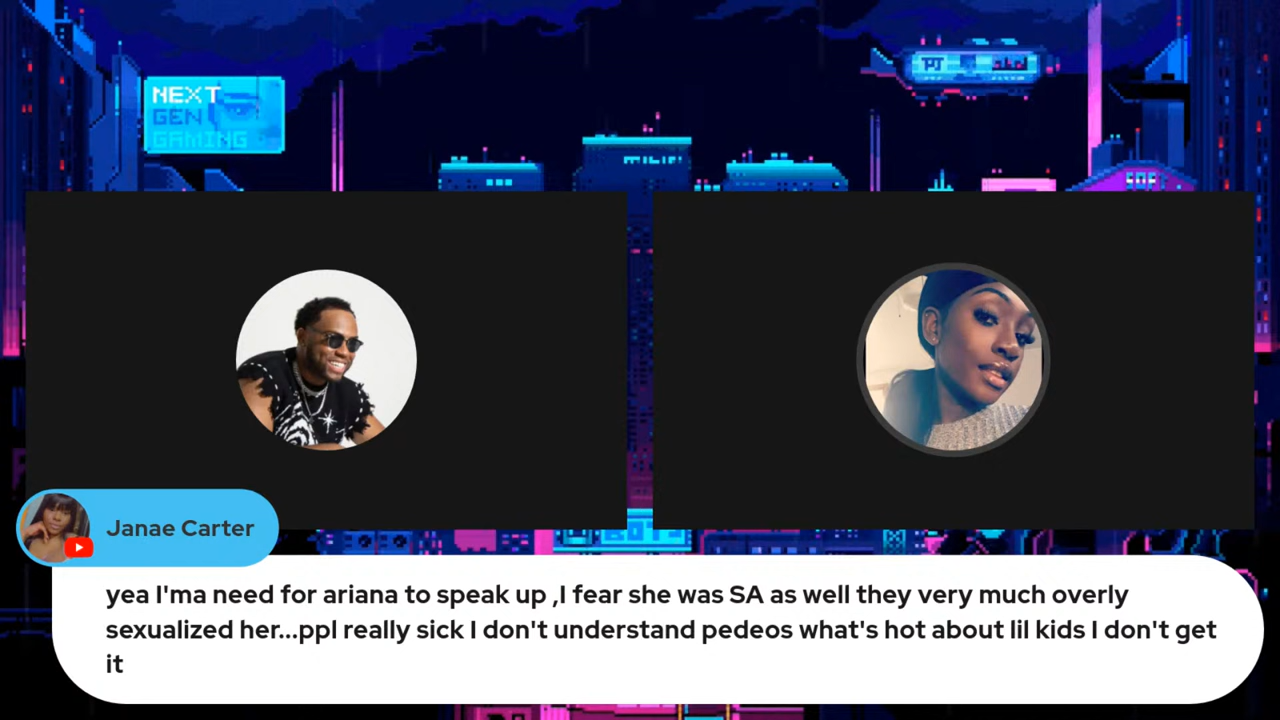 NEXT
GEN
GAMING
Janae Carter
yea I'ma need for ariana to speak up ,I fear she was SA as well they very much overly
sexualized her...ppl really sick I don't understand pedeos what's hot about lil kids I don't get
it